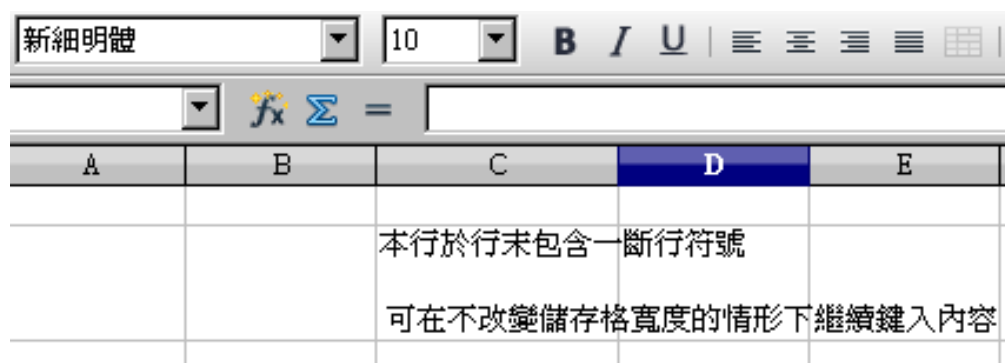 新細明體 10 B I U
fx Σ =
A B C D E
本行於行末包含一斷行符號
可在不改變儲存格寬度的情形下繼續鍵入內容